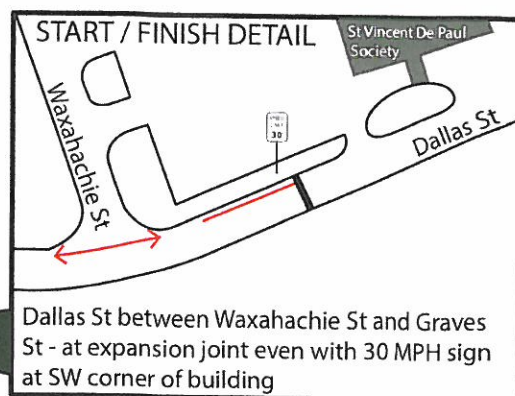 START / FINISH DETAIL
St Vincent De Paul
Society
Waxahachie St
30
Dallas St
Dallas St between Waxahachie St and Graves
St - at expansion joint even with 30 MPH sign
at SW corner of building